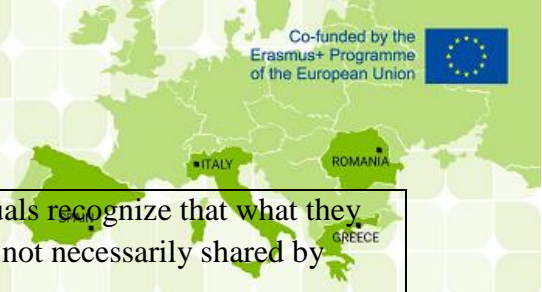 Co-funded by the
Erasmus+ Programme
of the European Union
ITALY
ROMANIA
uals recognize that what they
SPAIN
GREECE
not necessarily shared by